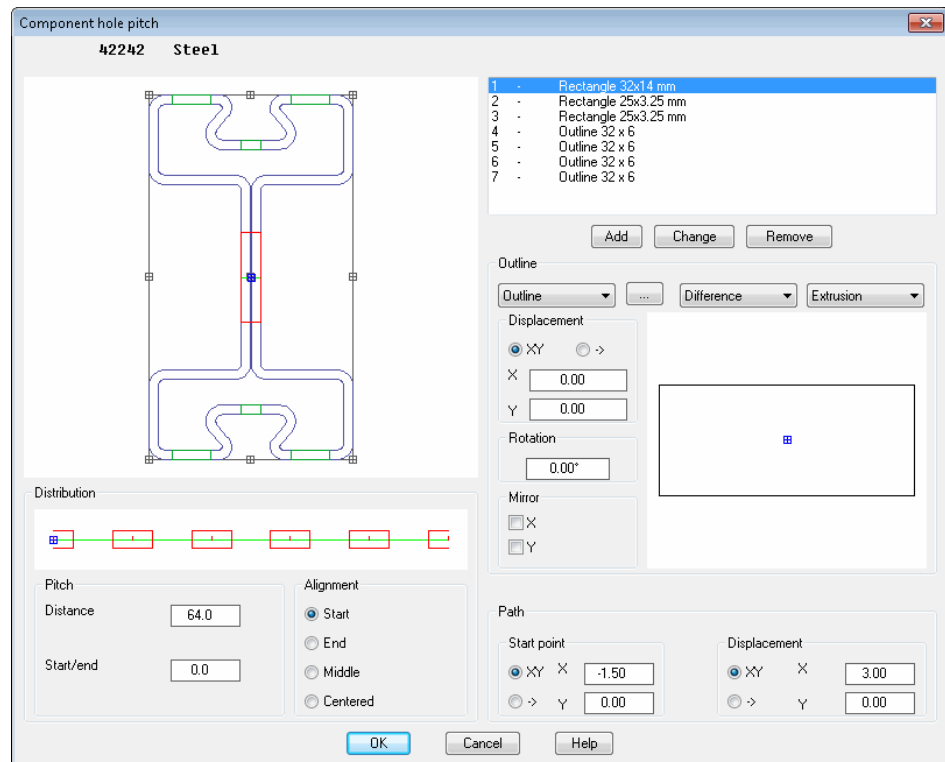 Component hole pitch
42242 Steel
1 - Rectangle 32x14 mm
2 - Rectangle 25x3.25 mm
3 - Rectangle 25x3.25 mm
4 - Outline 32 x 6
5 - Outline 32 x 6
6 - Outline 32 x 6
7 - Outline 32 x 6
Add Change Remove
Outline
Outline ... Difference Extrusion
Displacement
XY ->
X 0.00
Y 0.00
Rotation
0.00°
Mirror
X
Y
Distribution
Pitch
Distance 64.0
Start/end 0.0
Alignment
Start
End
Middle
Centered
Path
Start point
XY X -1.50
-> Y 0.00
Displacement
XY X 3.00
-> Y 0.00
OK Cancel Help